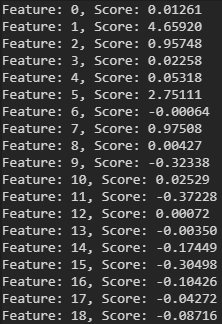 Feature: 0, Score: 0.01261
Feature: 1, Score: 4.65920
Feature: 2, Score: 0.95748
Feature: 3, Score: 0.02258
Feature: 4, Score: 0.05318
Feature: 5, Score: 2.75111
Feature: 6, Score: -0.00064
Feature: 7, Score: 0.97508
Feature: 8, Score: 0.00427
Feature: 9, Score: -0.32338
Feature: 10, Score: 0.02529
Feature: 11, Score: -0.37228
Feature: 12, Score: 0.00072
Feature: 13, Score: -0.00350
Feature: 14, Score: -0.17449
Feature: 15, Score: -0.30498
Feature: 16, Score: -0.10426
Feature: 17, Score: -0.04272
Feature: 18, Score: -0.08716